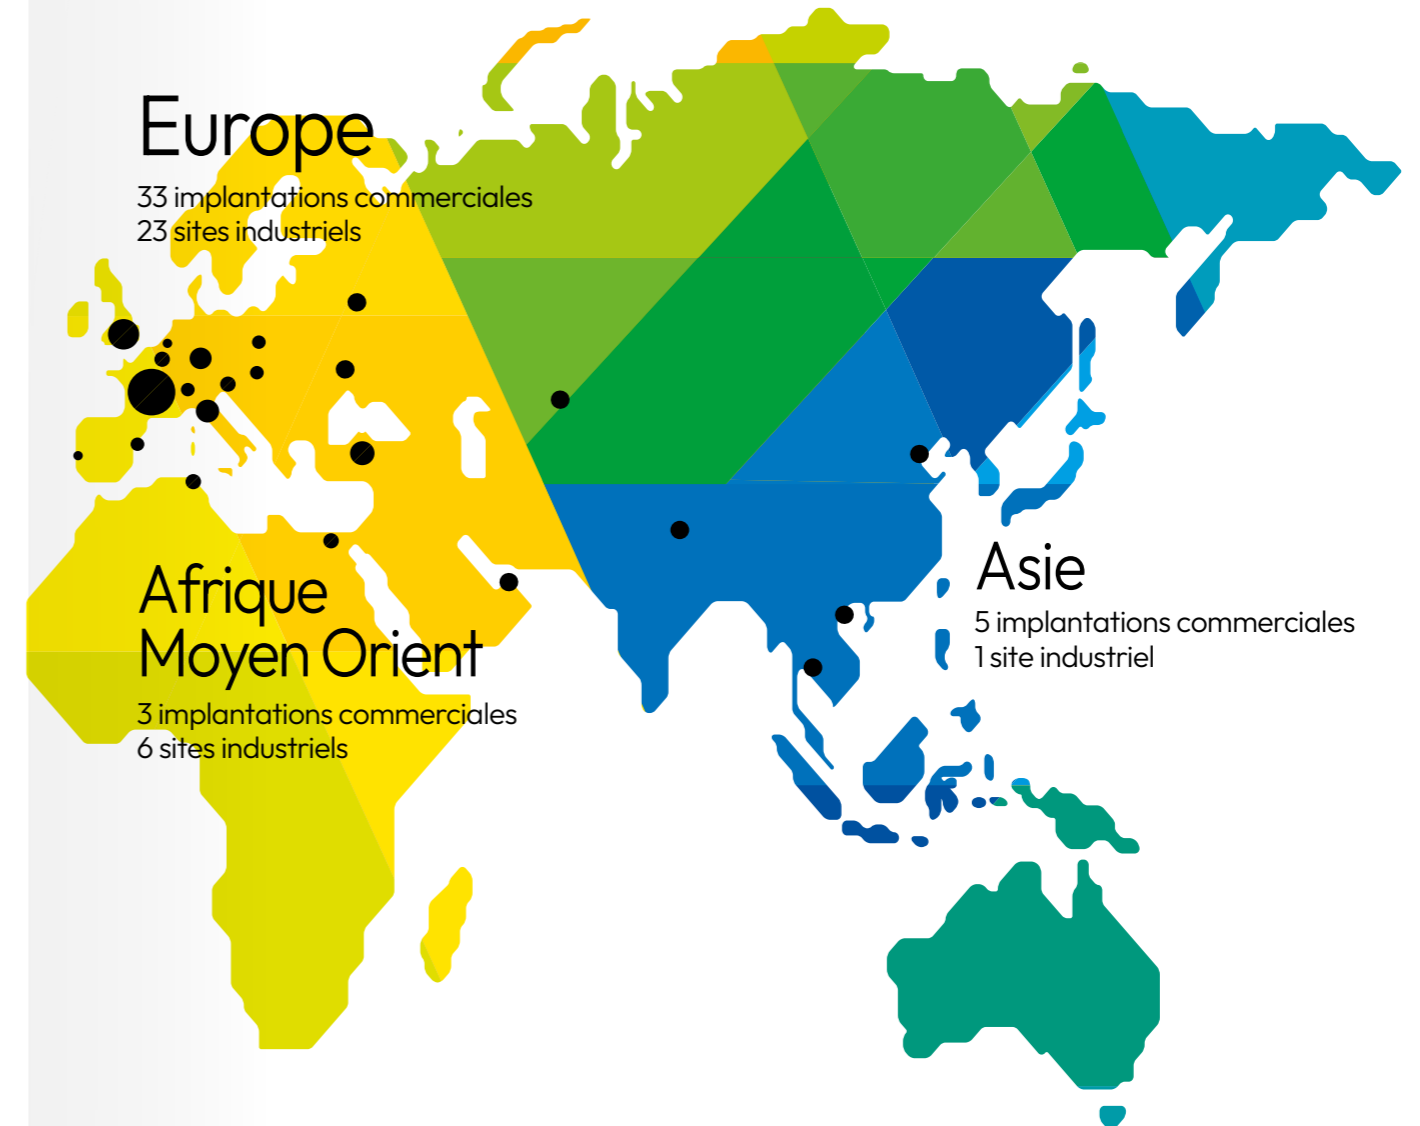 Europe
33 implantations commerciales
23 sites industriels
Afrique
Moyen Orient
3 implantations commerciales
6 sites industriels
Asie
5 implantations commerciales
1 site industriel